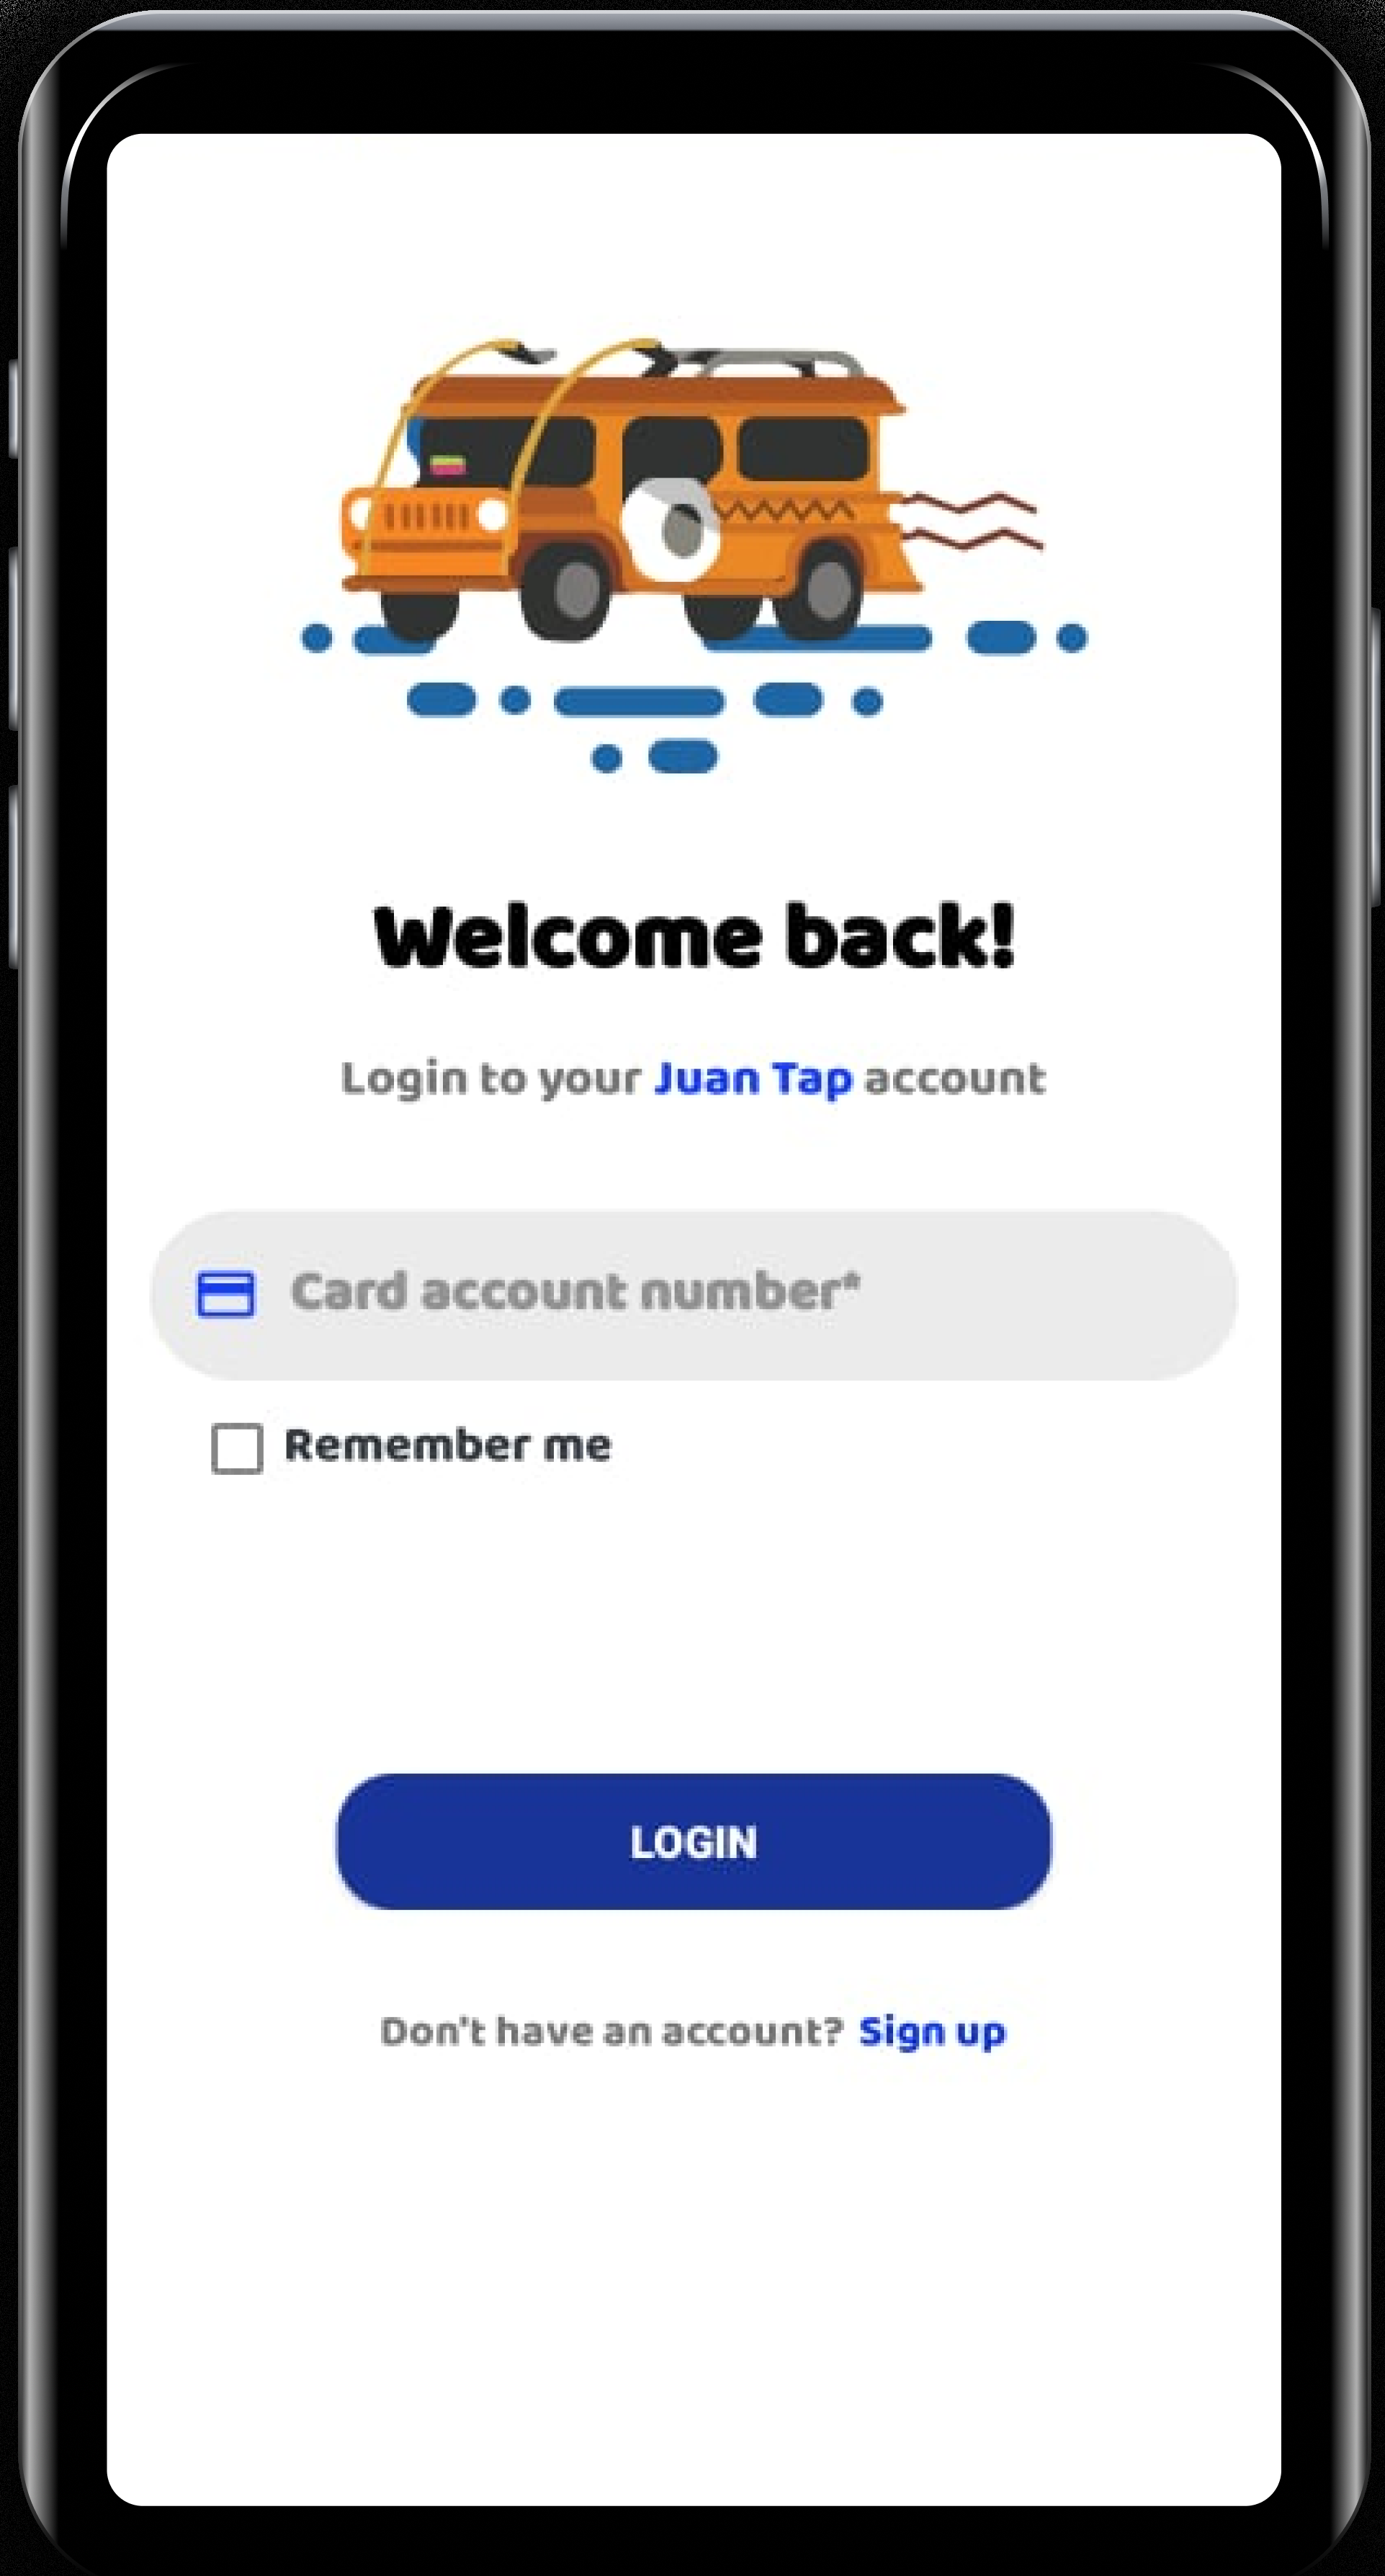 Welcome back!
Login to your Juan Tap account
Card account number*
Remember me
LOGIN
Don't have an account? Sign up